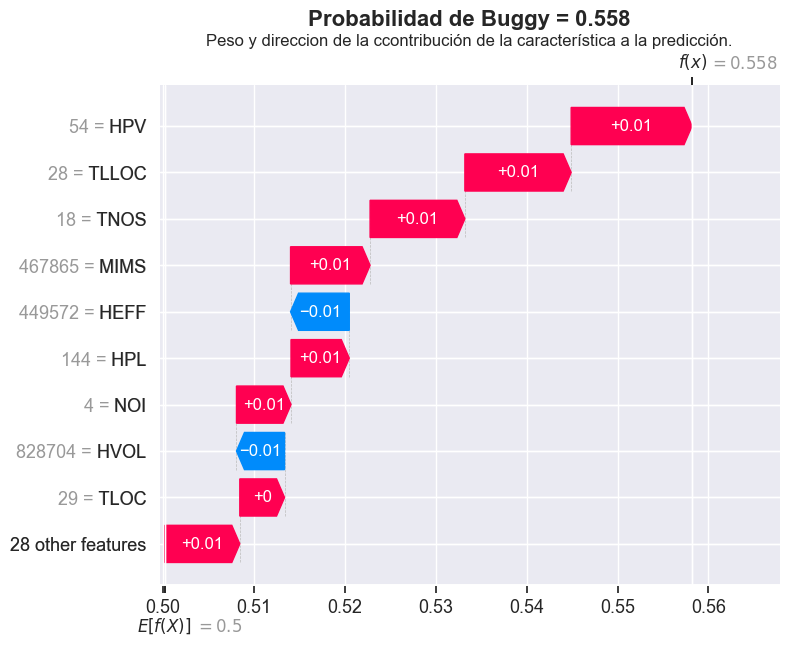 Probabilidad de Buggy = 0.558
Peso y direccion de la ccontribución de la característica a la predicción.
f(x) = 0.558
54 = HPV +0.01
28 = TLLOC +0.01
18 = TNOS +0.01
467865 = MIMS +0.01
449572 = HEFF −0.01
144 = HPL +0.01
4 = NOI +0.01
828704 = HVOL −0.01
29 = TLOC +0
28 other features +0.01
0.50 0.51 0.52 0.53 0.54 0.55 0.56
E[f(X)] = 0.5